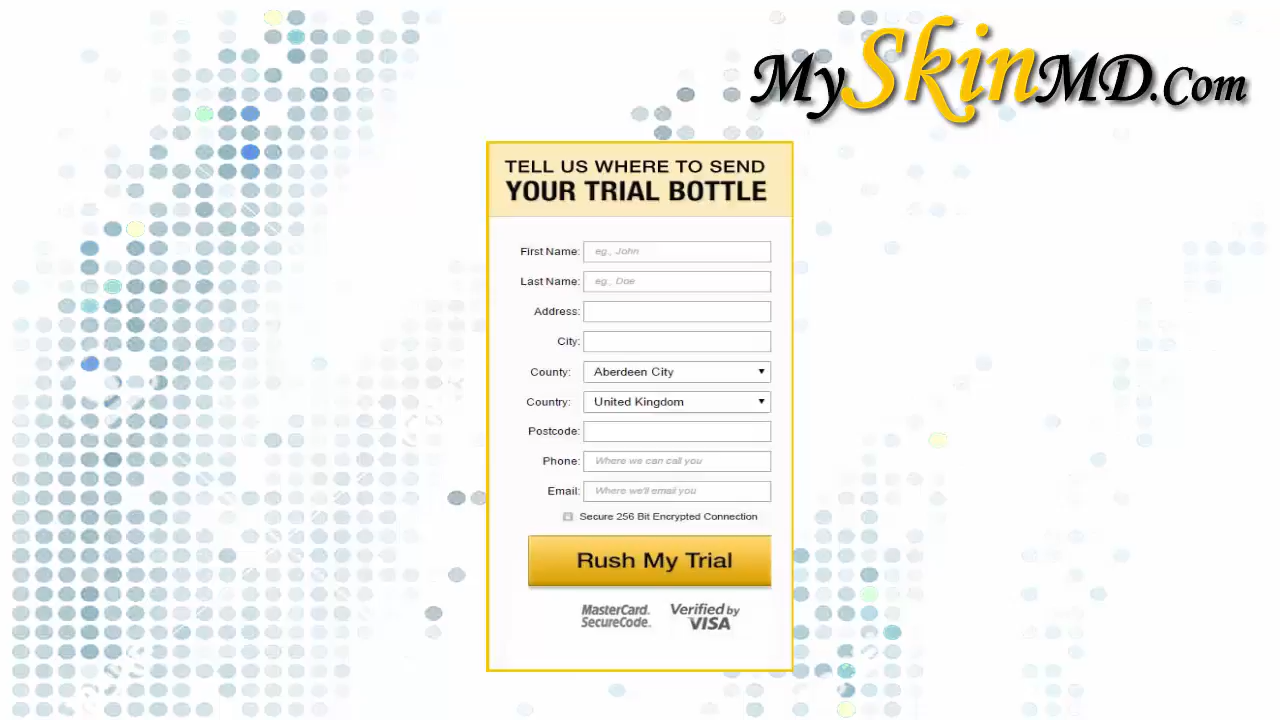 MySkinMD.Com
TELL US WHERE TO SEND
YOUR TRIAL BOTTLE
First Name: eg., John
Last Name: eg., Doe
Address:
City:
County: Aberdeen City
Country: United Kingdom
Postcode:
Phone: Where we can call you
Email: Where we'll email you
Secure 256 Bit Encrypted Connection
Rush My Trial
MasterCard. Verified by
SecureCode. VISA